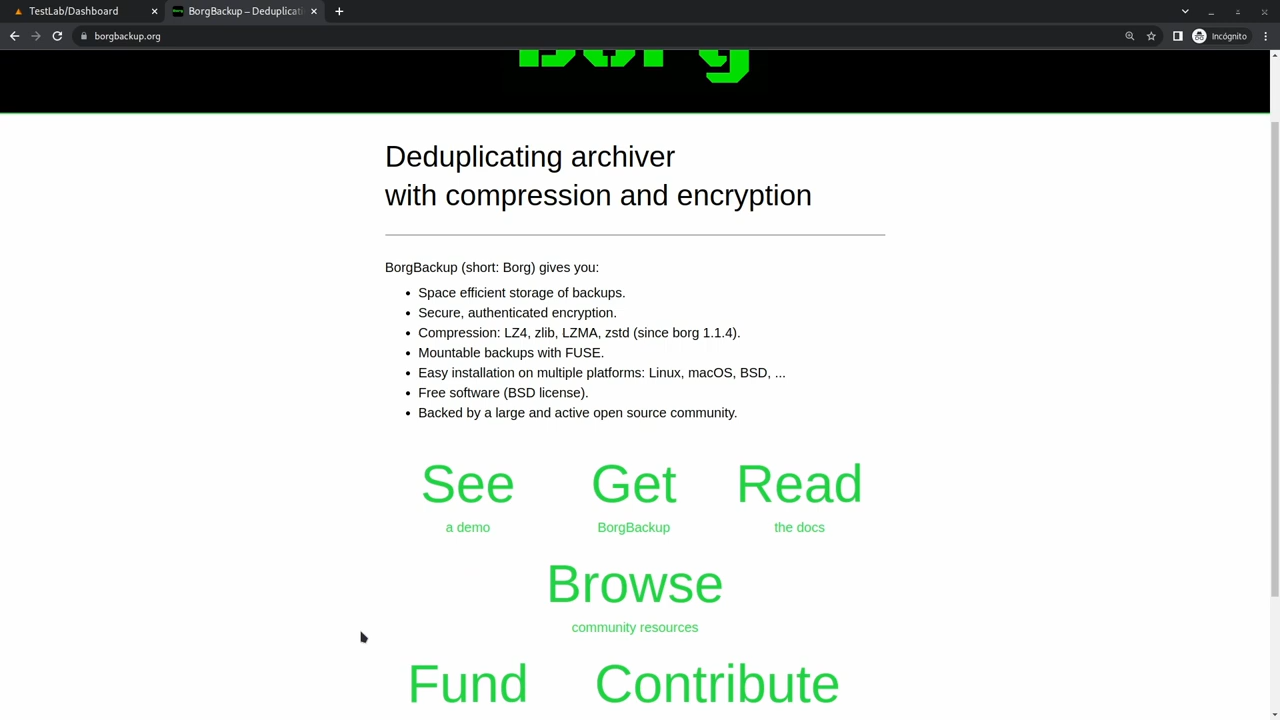 TestLab/Dashboard
BorgBackup – Deduplicati
borgbackup.org
Incógnito
Borg
Deduplicating archiver
with compression and encryption
BorgBackup (short: Borg) gives you:
• Space efficient storage of backups.
• Secure, authenticated encryption.
• Compression: LZ4, zlib, LZMA, zstd (since borg 1.1.4).
• Mountable backups with FUSE.
• Easy installation on multiple platforms: Linux, macOS, BSD, ...
• Free software (BSD license).
• Backed by a large and active open source community.
See
a demo
Get
BorgBackup
Read
the docs
Browse
community resources
Fund
Contribute